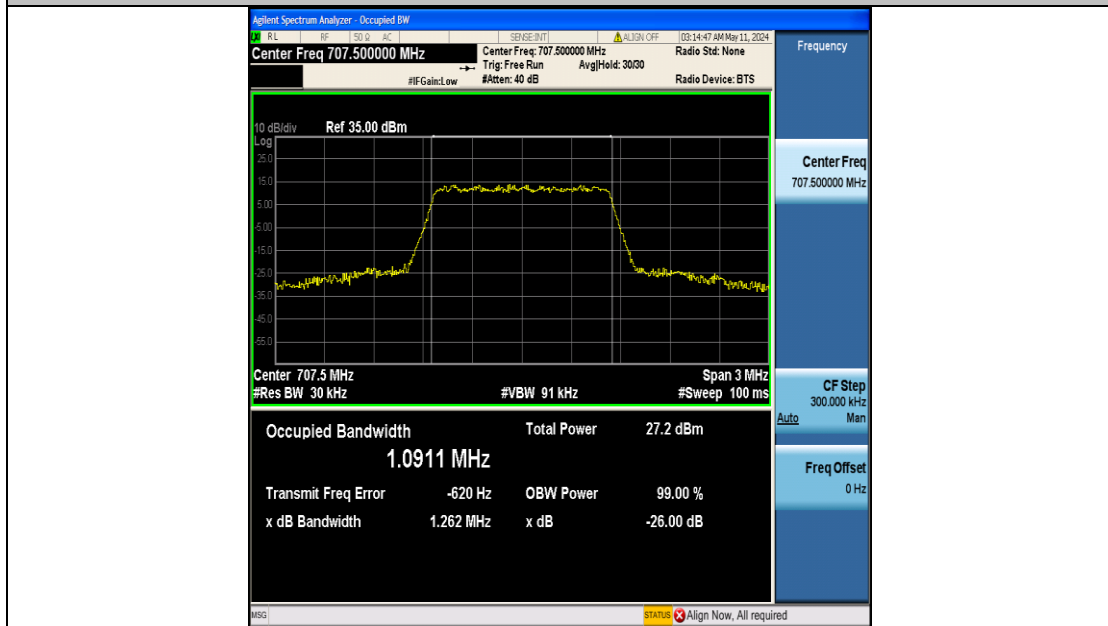 Agilent Spectrum Analyzer - Occupied BW
LXI RL RF 50 Ω AC SENSE:INT ALIGN OFF 03:14:47 AM May 11, 2024
Center Freq 707.500000 MHz
Center Freq: 707.500000 MHz
Radio Std: None
Trig: Free Run Avg|Hold: 30/30
#IFGain:Low
#Atten: 40 dB
Radio Device: BTS
10 dB/div Ref 35.00 dBm
Log
25.0
15.0
5.00
-5.00
-15.0
-25.0
-35.0
-45.0
-55.0
Center 707.5 MHz Span 3 MHz
#Res BW 30 kHz #VBW 91 kHz #Sweep 100 ms
Occupied Bandwidth Total Power 27.2 dBm
1.0911 MHz
Transmit Freq Error -620 Hz OBW Power 99.00 %
x dB Bandwidth 1.262 MHz x dB -26.00 dB
Frequency
Center Freq
707.500000 MHz
CF Step
300.000 kHz
Auto Man
Freq Offset
0 Hz
MSG STATUS Align Now, All required